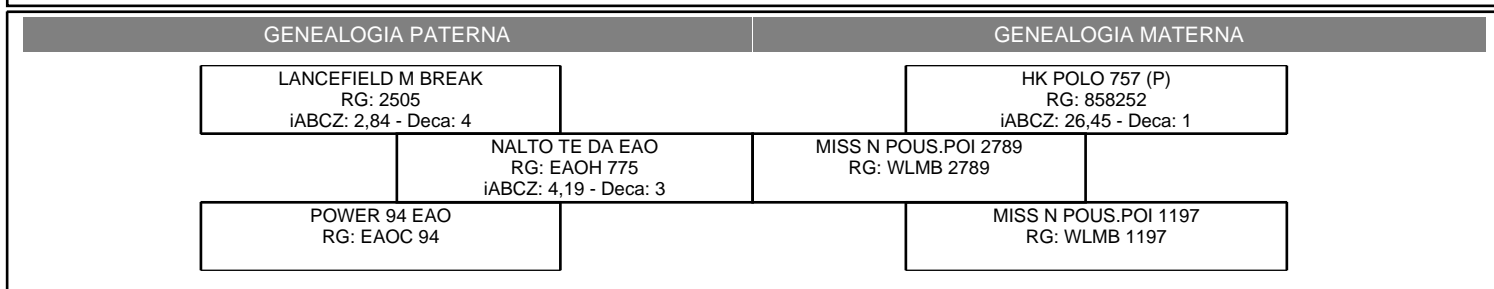 GENEALOGIA PATERNA
GENEALOGIA MATERNA
LANCEFIELD M BREAK
RG: 2505
iABCZ: 2,84 - Deca: 4
HK POLO 757 (P)
RG: 858252
iABCZ: 26,45 - Deca: 1
NALTO TE DA EAO
RG: EAOH 775
iABCZ: 4,19 - Deca: 3
MISS N POUS.POI 2789
RG: WLMB 2789
POWER 94 EAO
RG: EAOC 94
MISS N POUS.POI 1197
RG: WLMB 1197